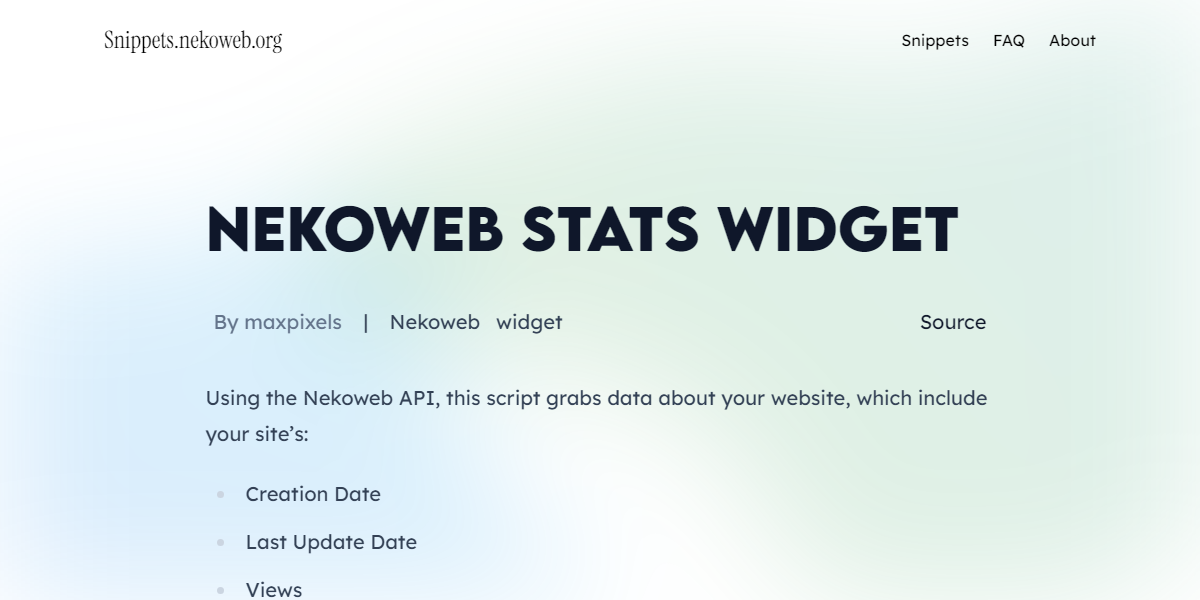 Snippets.nekoweb.org
Snippets FAQ About
NEKOWEB STATS WIDGET
By maxpixels | Nekoweb widget Source
Using the Nekoweb API, this script grabs data about your website, which include
your site’s:
Creation Date
Last Update Date
Views